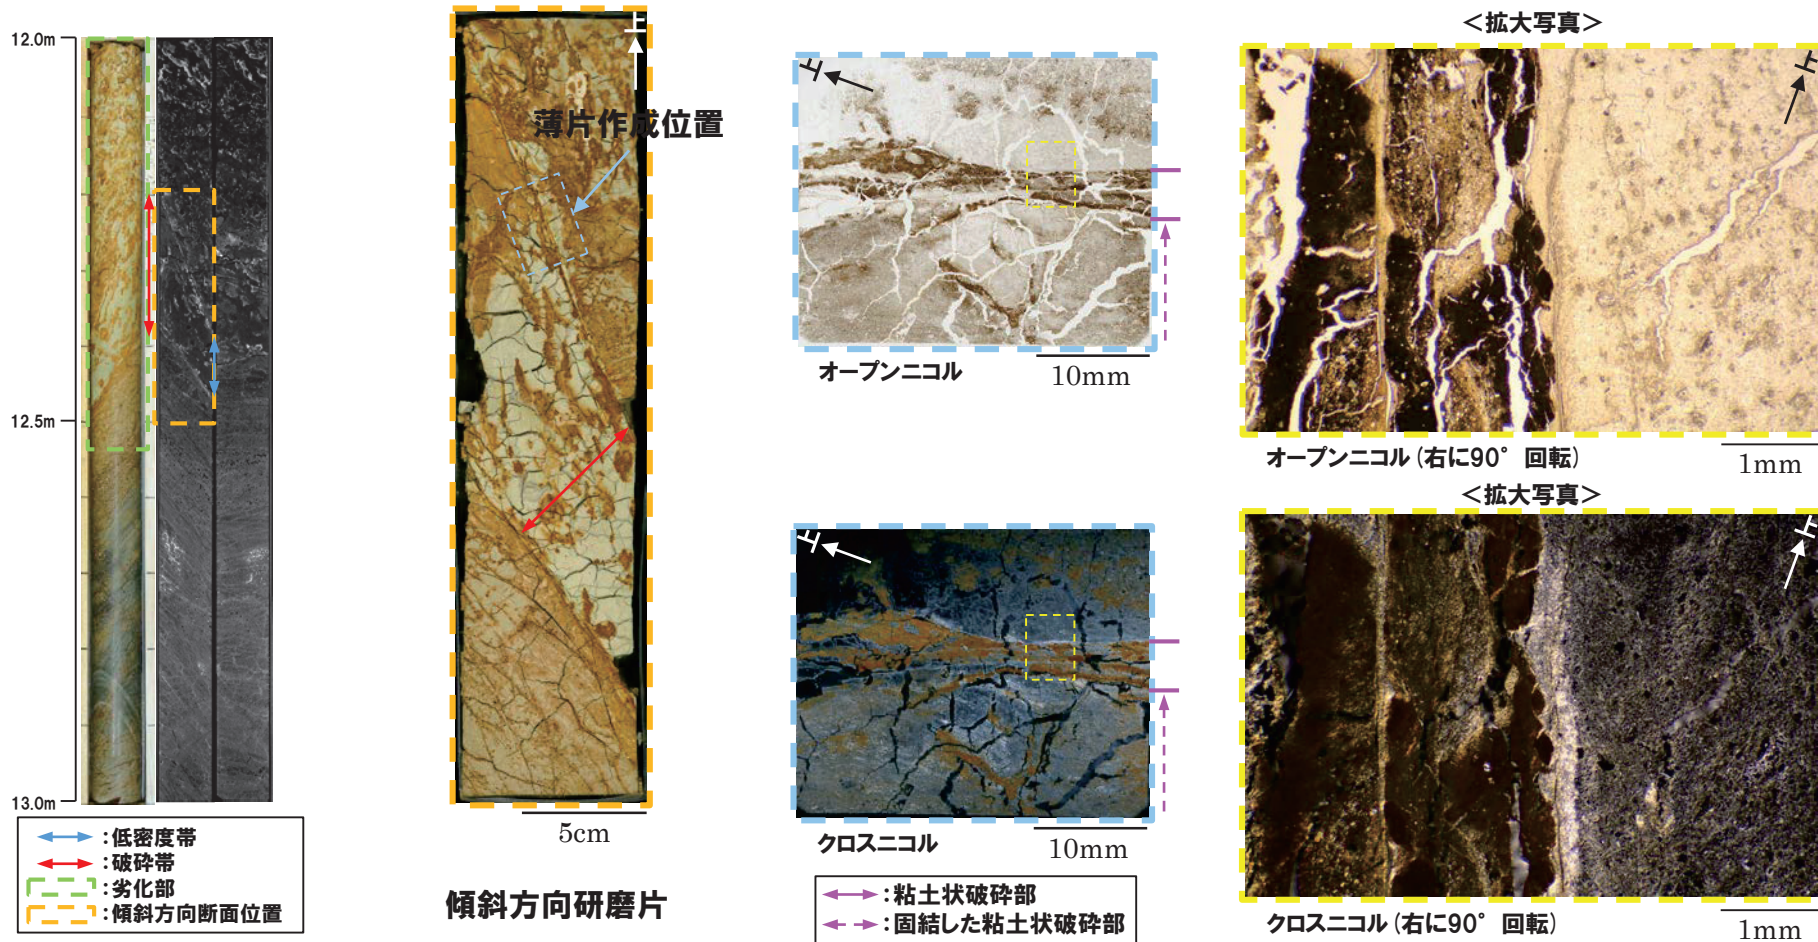 12.0m
12.5m
13.0m
:低密度帯
:破砕帯
:劣化部
:傾斜方向断面位置
上
薄片作成位置
5cm
傾斜方向研磨片
上
オープンニコル
10mm
上
クロスニコル
10mm
:粘土状破砕部
:固結した粘土状破砕部
<拡大写真>
上
オープンニコル(右に90°回転)
1mm
<拡大写真>
上
クロスニコル(右に90°回転)
1mm